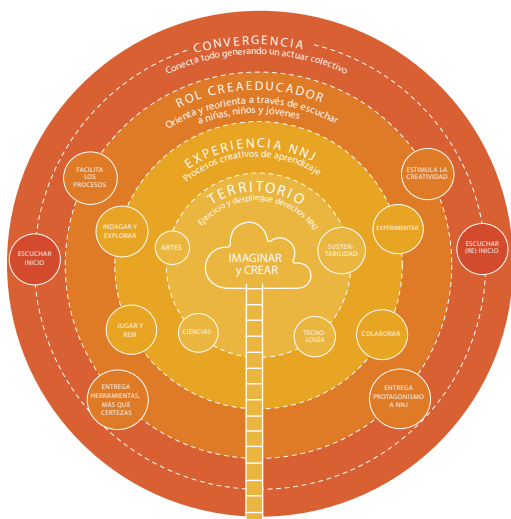 CONVERGENCIA
Conecta todo generando un actuar colectivo
ROL CREAEDUCADOR
Orienta y reorienta a través de escuchar
a niñas, niños y jóvenes
EXPERIENCIA NNJ
Procesos creativos de aprendizaje
TERRITORIO
Ejercicio y despliegue derechos NNJ
FACILITA
LOS
PROCESOS
ESTIMULA LA
CREATIVIDAD
INDAGAR Y
EXPLORAR
EXPERIMENTAR
ARTES
SUSTEN-
TABILIDAD
ESCUCHAR
INICIO
ESCUCHAR
(RE) INICIO
IMAGINAR
y CREAR
JUGAR Y
REIR
CIENCIAS
TECNO-
LOGÍA
COLABORAR
ENTREGA
HERRAMIENTAS,
MÁS QUE
CERTEZAS
ENTREGA
PROTAGONISMO
A NNJ